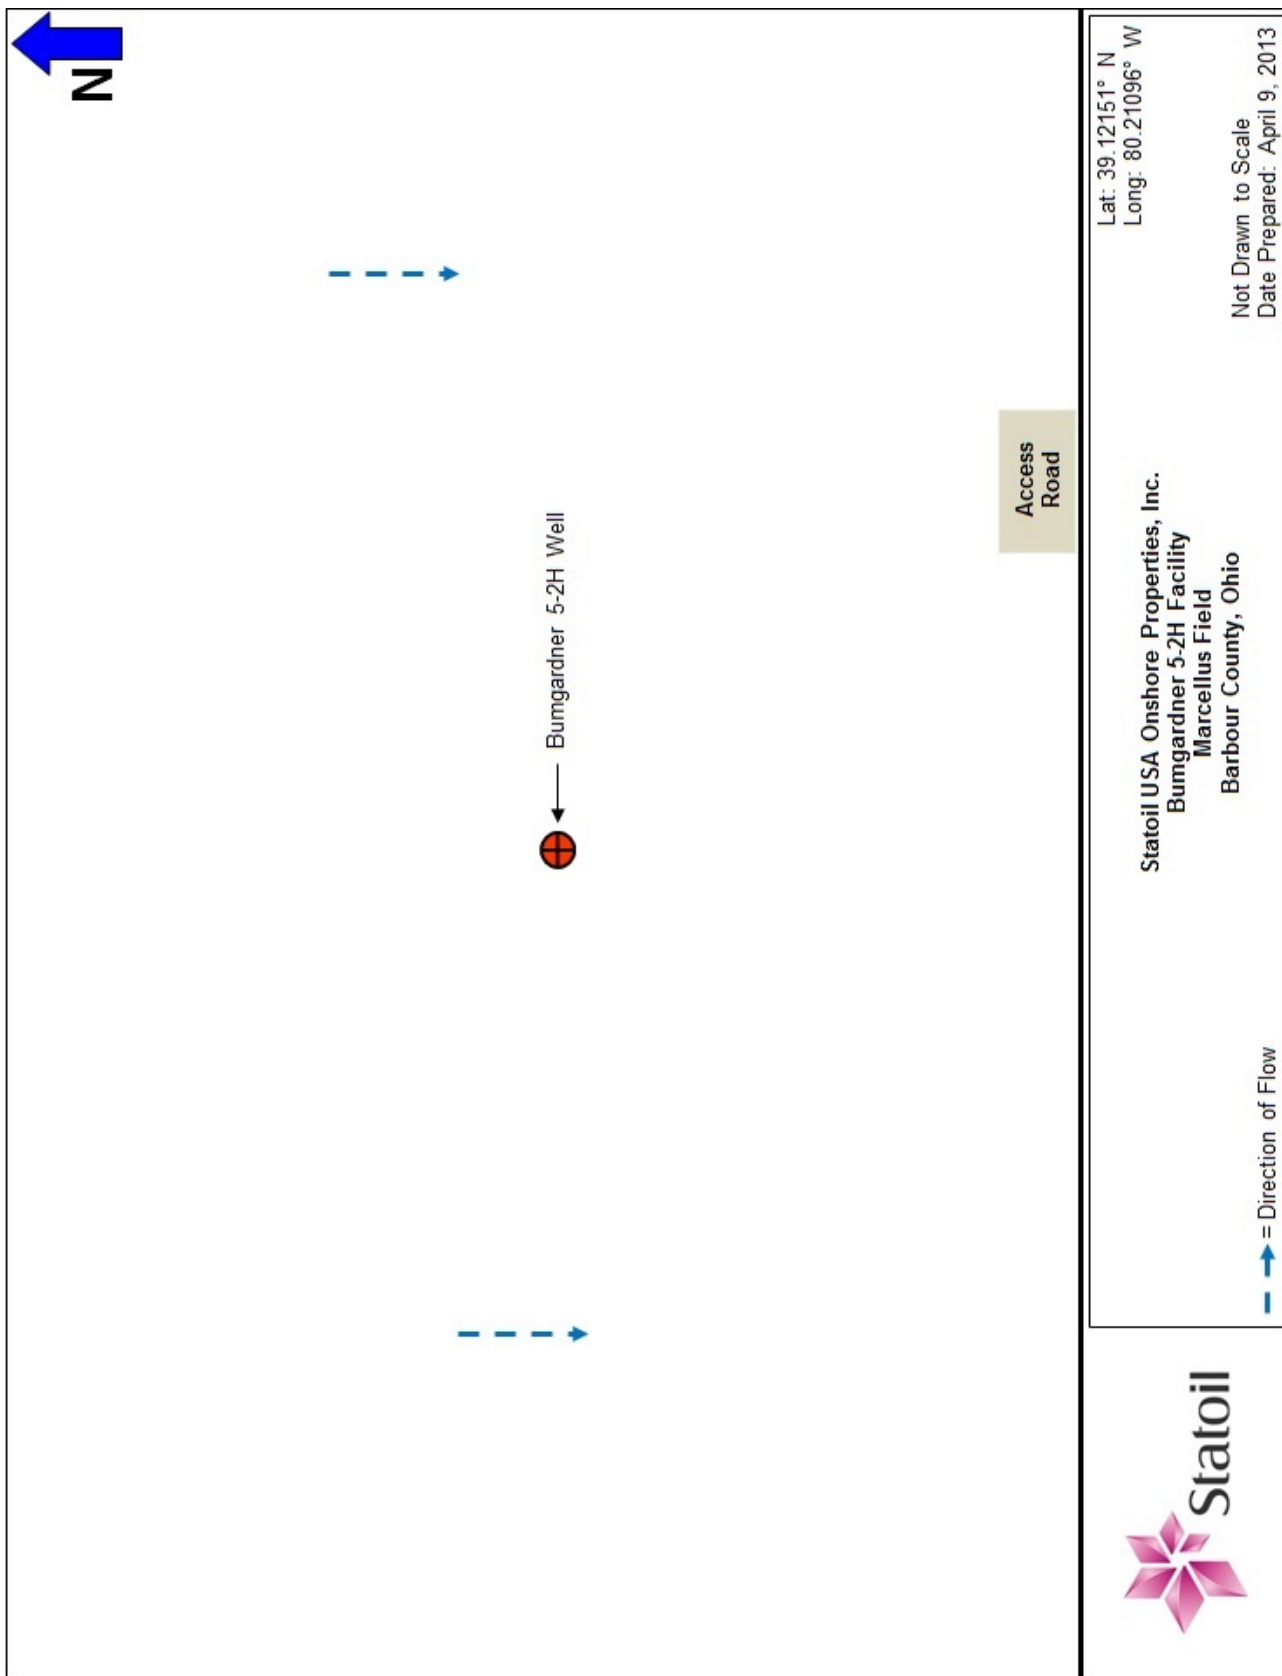 N
Bumgardner 5-2H Well
Access
Road
Statoil
Statoil USA Onshore Properties, Inc.
Bumgardner 5-2H Facility
Marcellus Field
Barbour County, Ohio
= Direction of Flow
Lat: 39.12151° N
Long: 80.21096° W
Not Drawn to Scale
Date Prepared: April 9, 2013